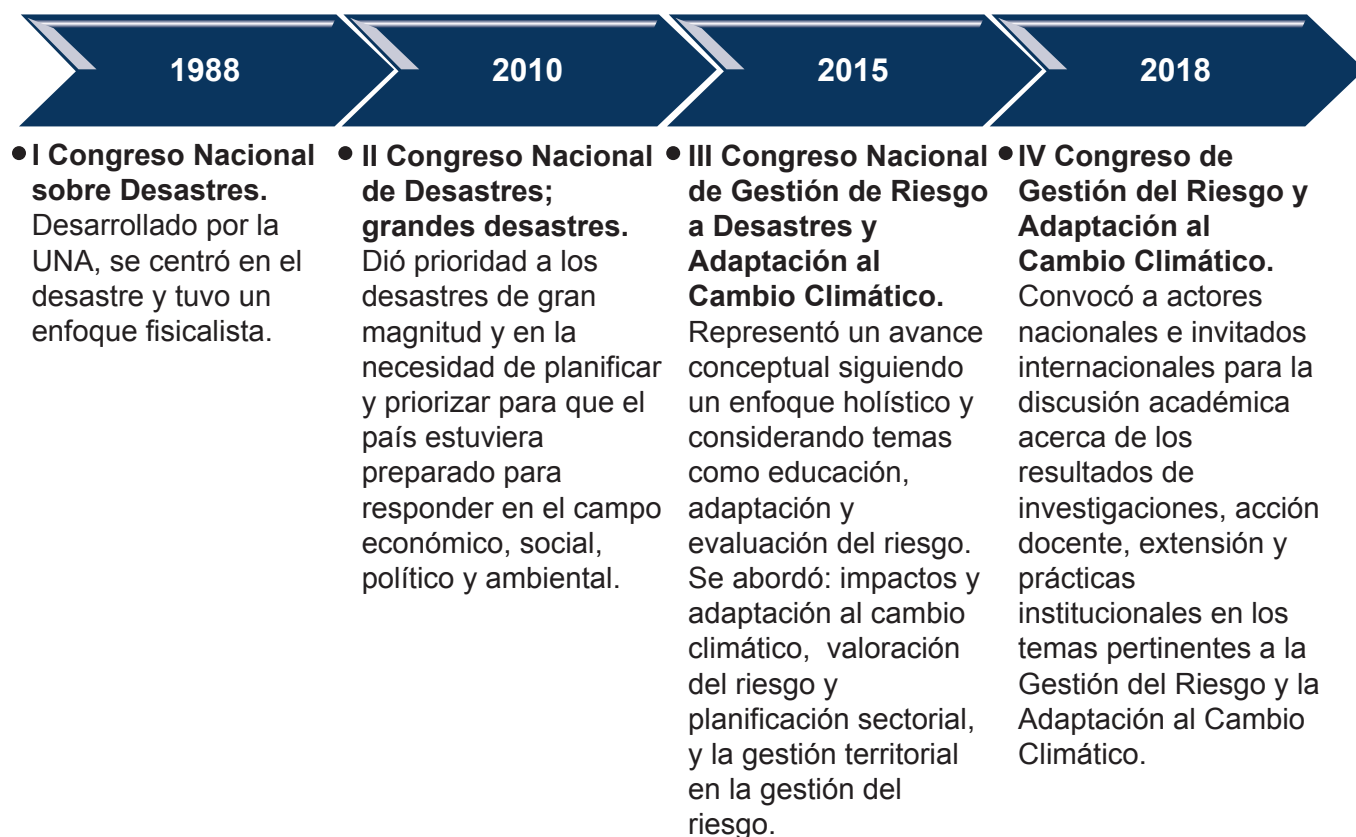 1988
2010
2015
2018
● I Congreso Nacional
sobre Desastres.
Desarrollado por la
UNA, se centró en el
desastre y tuvo un
enfoque fisicalista.
● II Congreso Nacional
de Desastres;
grandes desastres.
Dió prioridad a los
desastres de gran
magnitud y en la
necesidad de planificar
y priorizar para que el
país estuviera
preparado para
responder en el campo
económico, social,
político y ambiental.
● III Congreso Nacional
de Gestión de Riesgo
a Desastres y
Adaptación al
Cambio Climático.
Representó un avance
conceptual siguiendo
un enfoque holístico y
considerando temas
como educación,
adaptación y
evaluación del riesgo.
Se abordó: impactos y
adaptación al cambio
climático, valoración
del riesgo y
planificación sectorial,
y la gestión territorial
en la gestión del
riesgo.
● IV Congreso de
Gestión del Riesgo y
Adaptación al
Cambio Climático.
Convocó a actores
nacionales e invitados
internacionales para la
discusión académica
acerca de los
resultados de
investigaciones, acción
docente, extensión y
prácticas
institucionales en los
temas pertinentes a la
Gestión del Riesgo y la
Adaptación al Cambio
Climático.